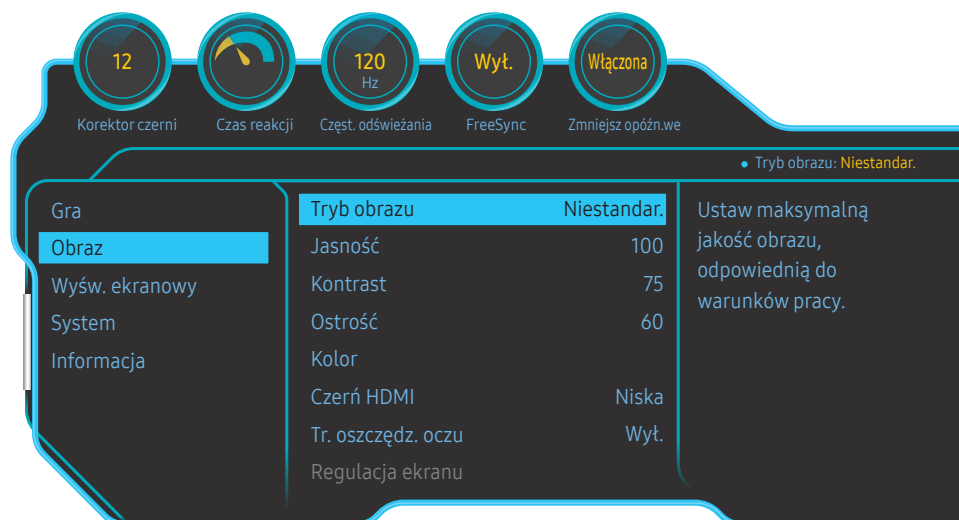 12
120
Hz
Wył.
Włączona
Korektor czerni
Czas reakcji
Częst. odświeżania
FreeSync
Zmniejsz opóźn.we
Tryb obrazu: Niestandar.
Gra
Obraz
Wyśw. ekranowy
System
Informacja
Tryb obrazu Niestandar.
Jasność 100
Kontrast 75
Ostrość 60
Kolor
Czerń HDMI Niska
Tr. oszczędz. oczu Wył.
Regulacja ekranu
Ustaw maksymalną
jakość obrazu,
odpowiednią do
warunków pracy.